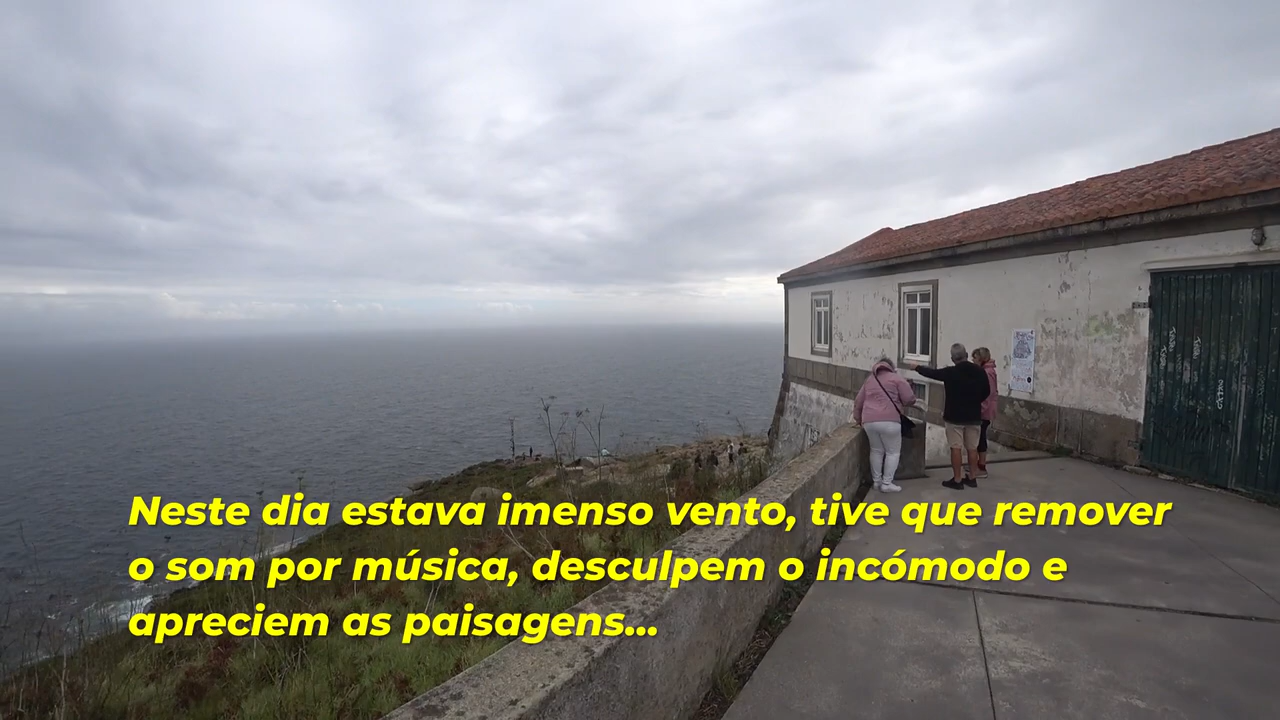 Neste dia estava imenso vento, tive que remover
o som por música, desculpem o incómodo e
apreciem as paisagens...